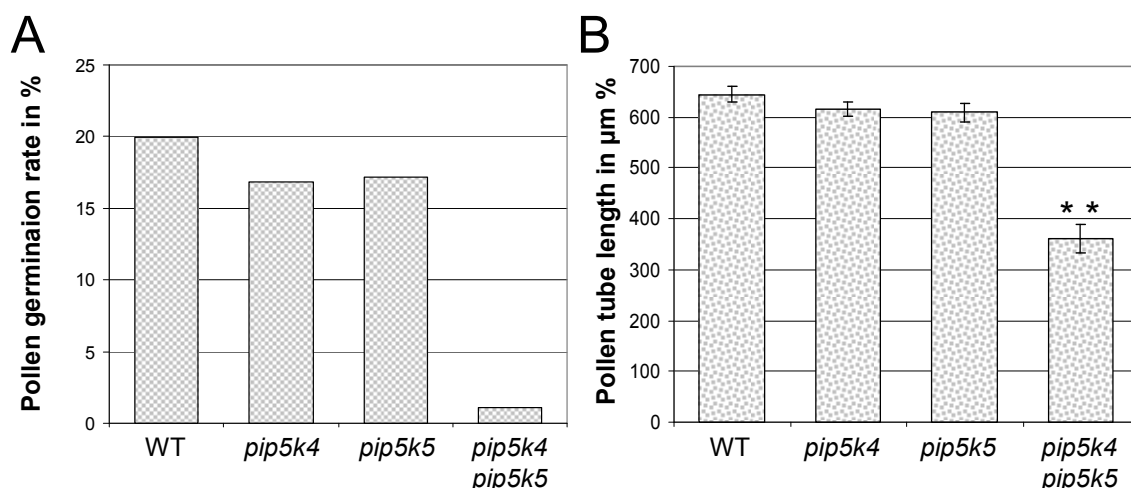 A
Pollen germinaion rate in %
25
20
15
10
5
0
WT
pip5k4
pip5k5
pip5k4
pip5k5
B
Pollen tube length in µm %
700
600
500
400
300
200
100
0
* *
WT
pip5k4
pip5k5
pip5k4
pip5k5